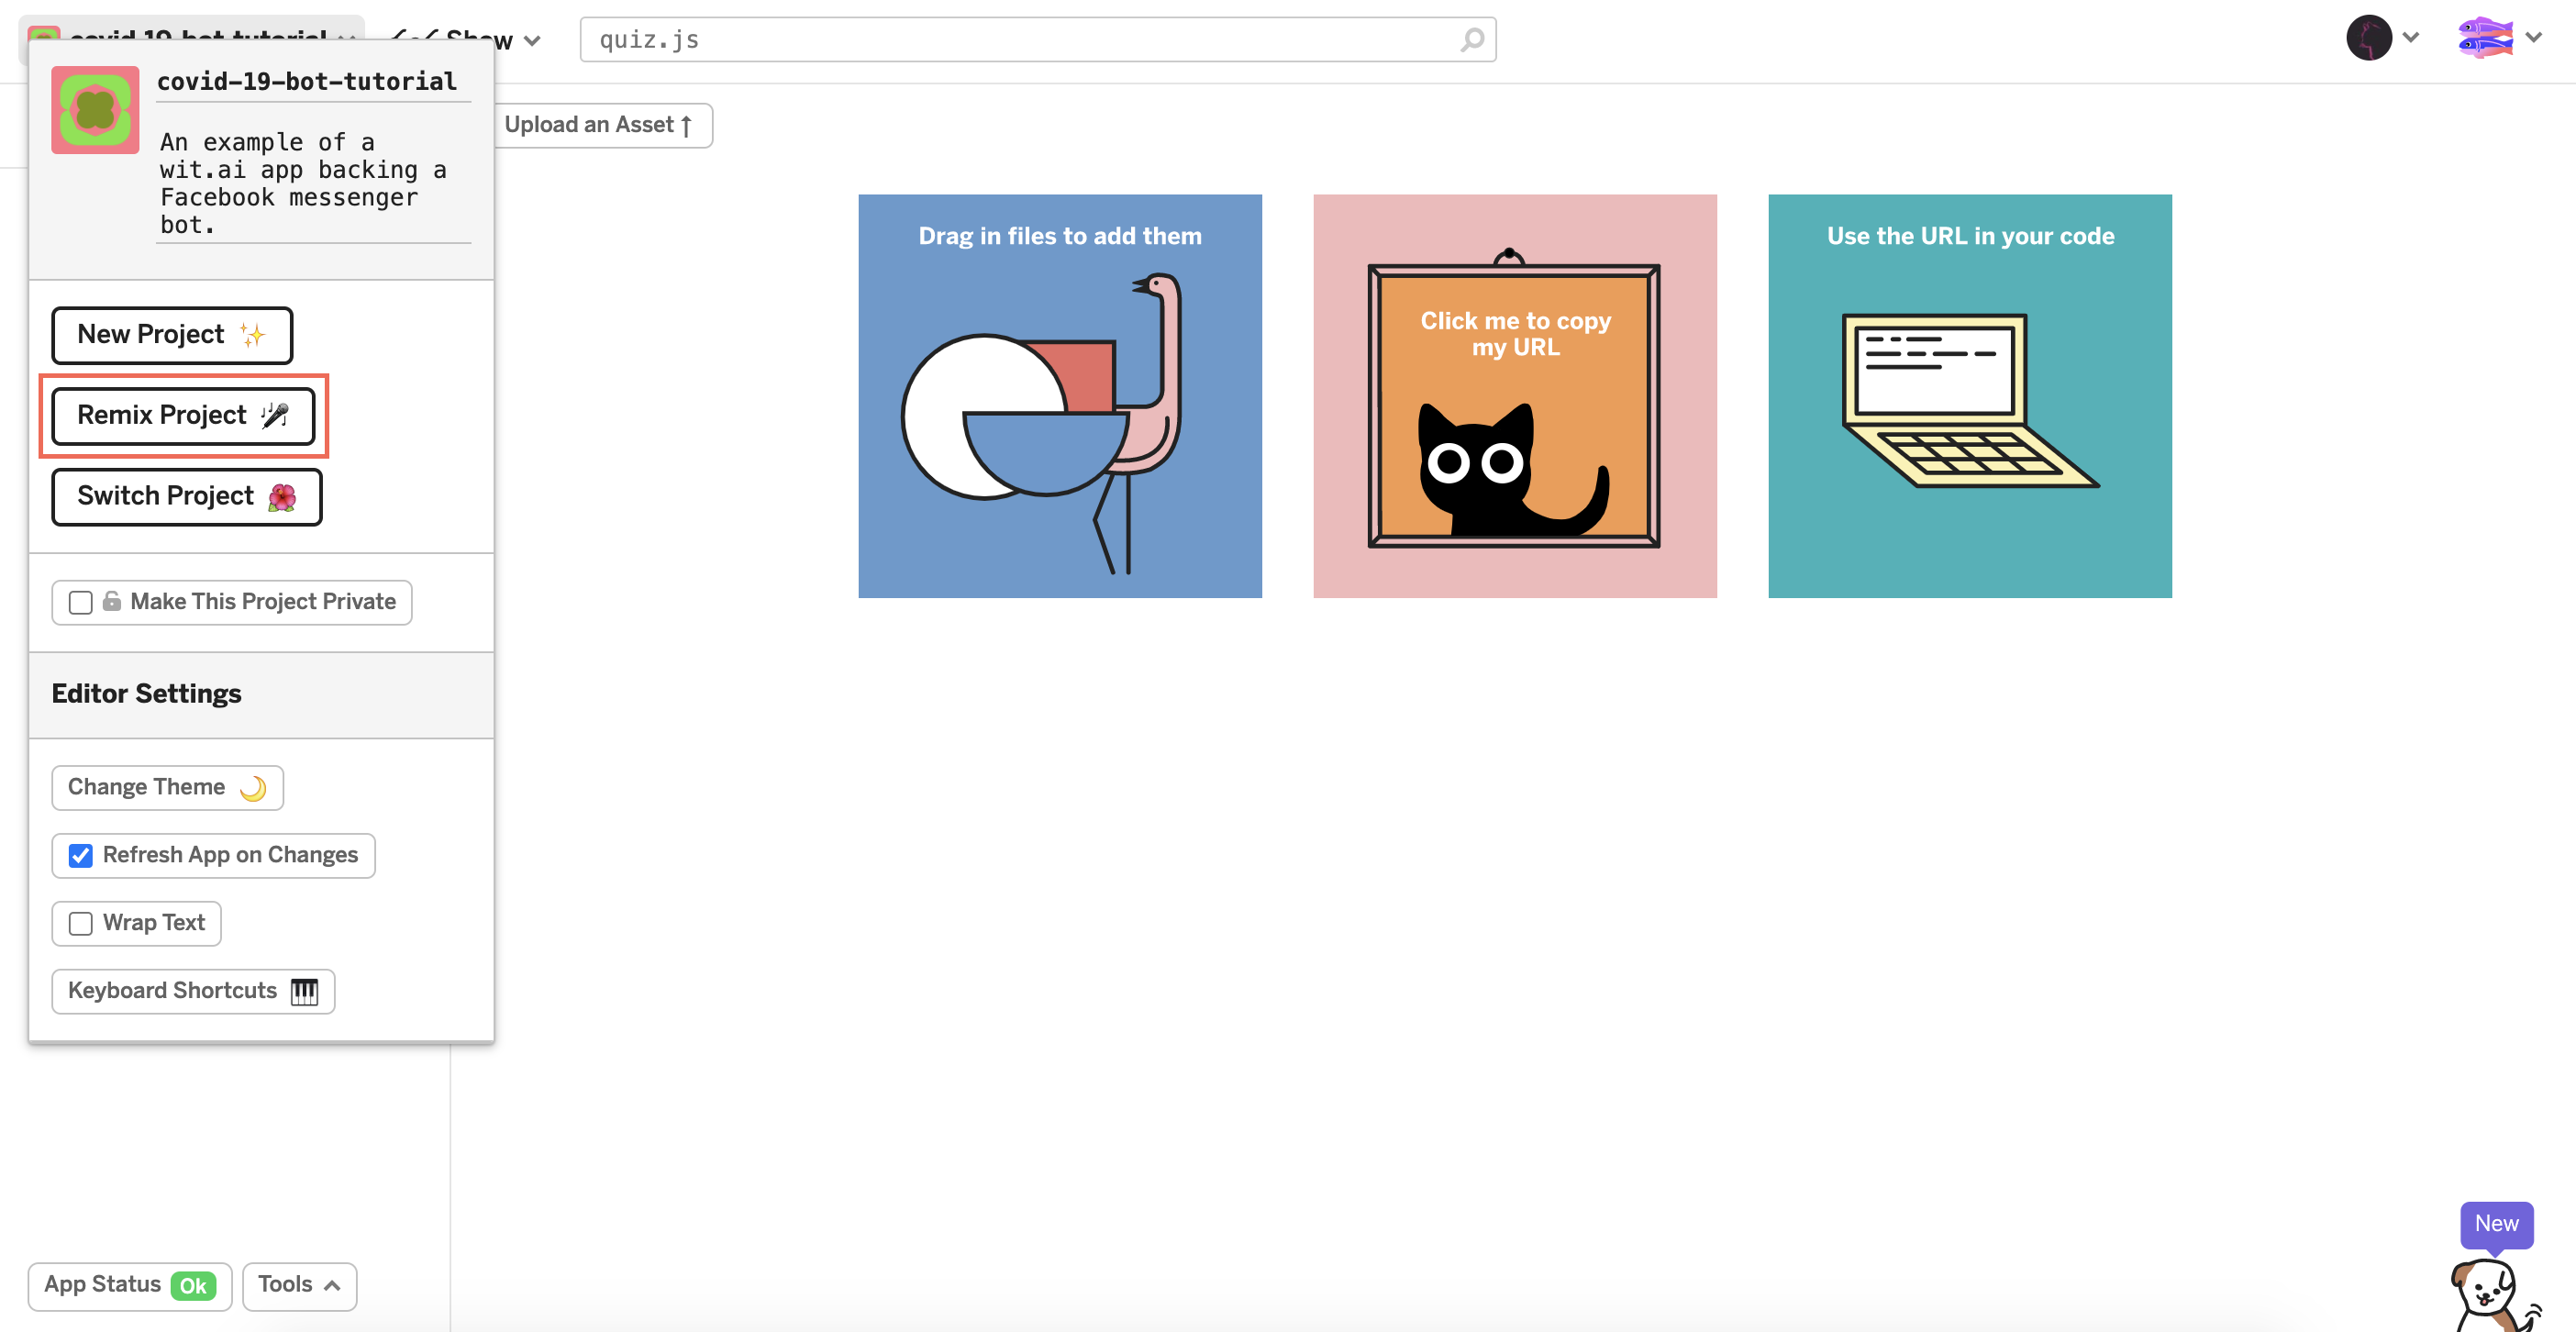 covid-19-bot-tutorial
Show
quiz.js
covid-19-bot-tutorial
An example of a
wit.ai app backing a
Facebook messenger
bot.
Upload an Asset ↑
New Project
Remix Project
Switch Project
Make This Project Private
Editor Settings
Change Theme
Refresh App on Changes
Wrap Text
Keyboard Shortcuts
Drag in files to add them
Click me to copy
my URL
Use the URL in your code
App Status Ok
Tools
New